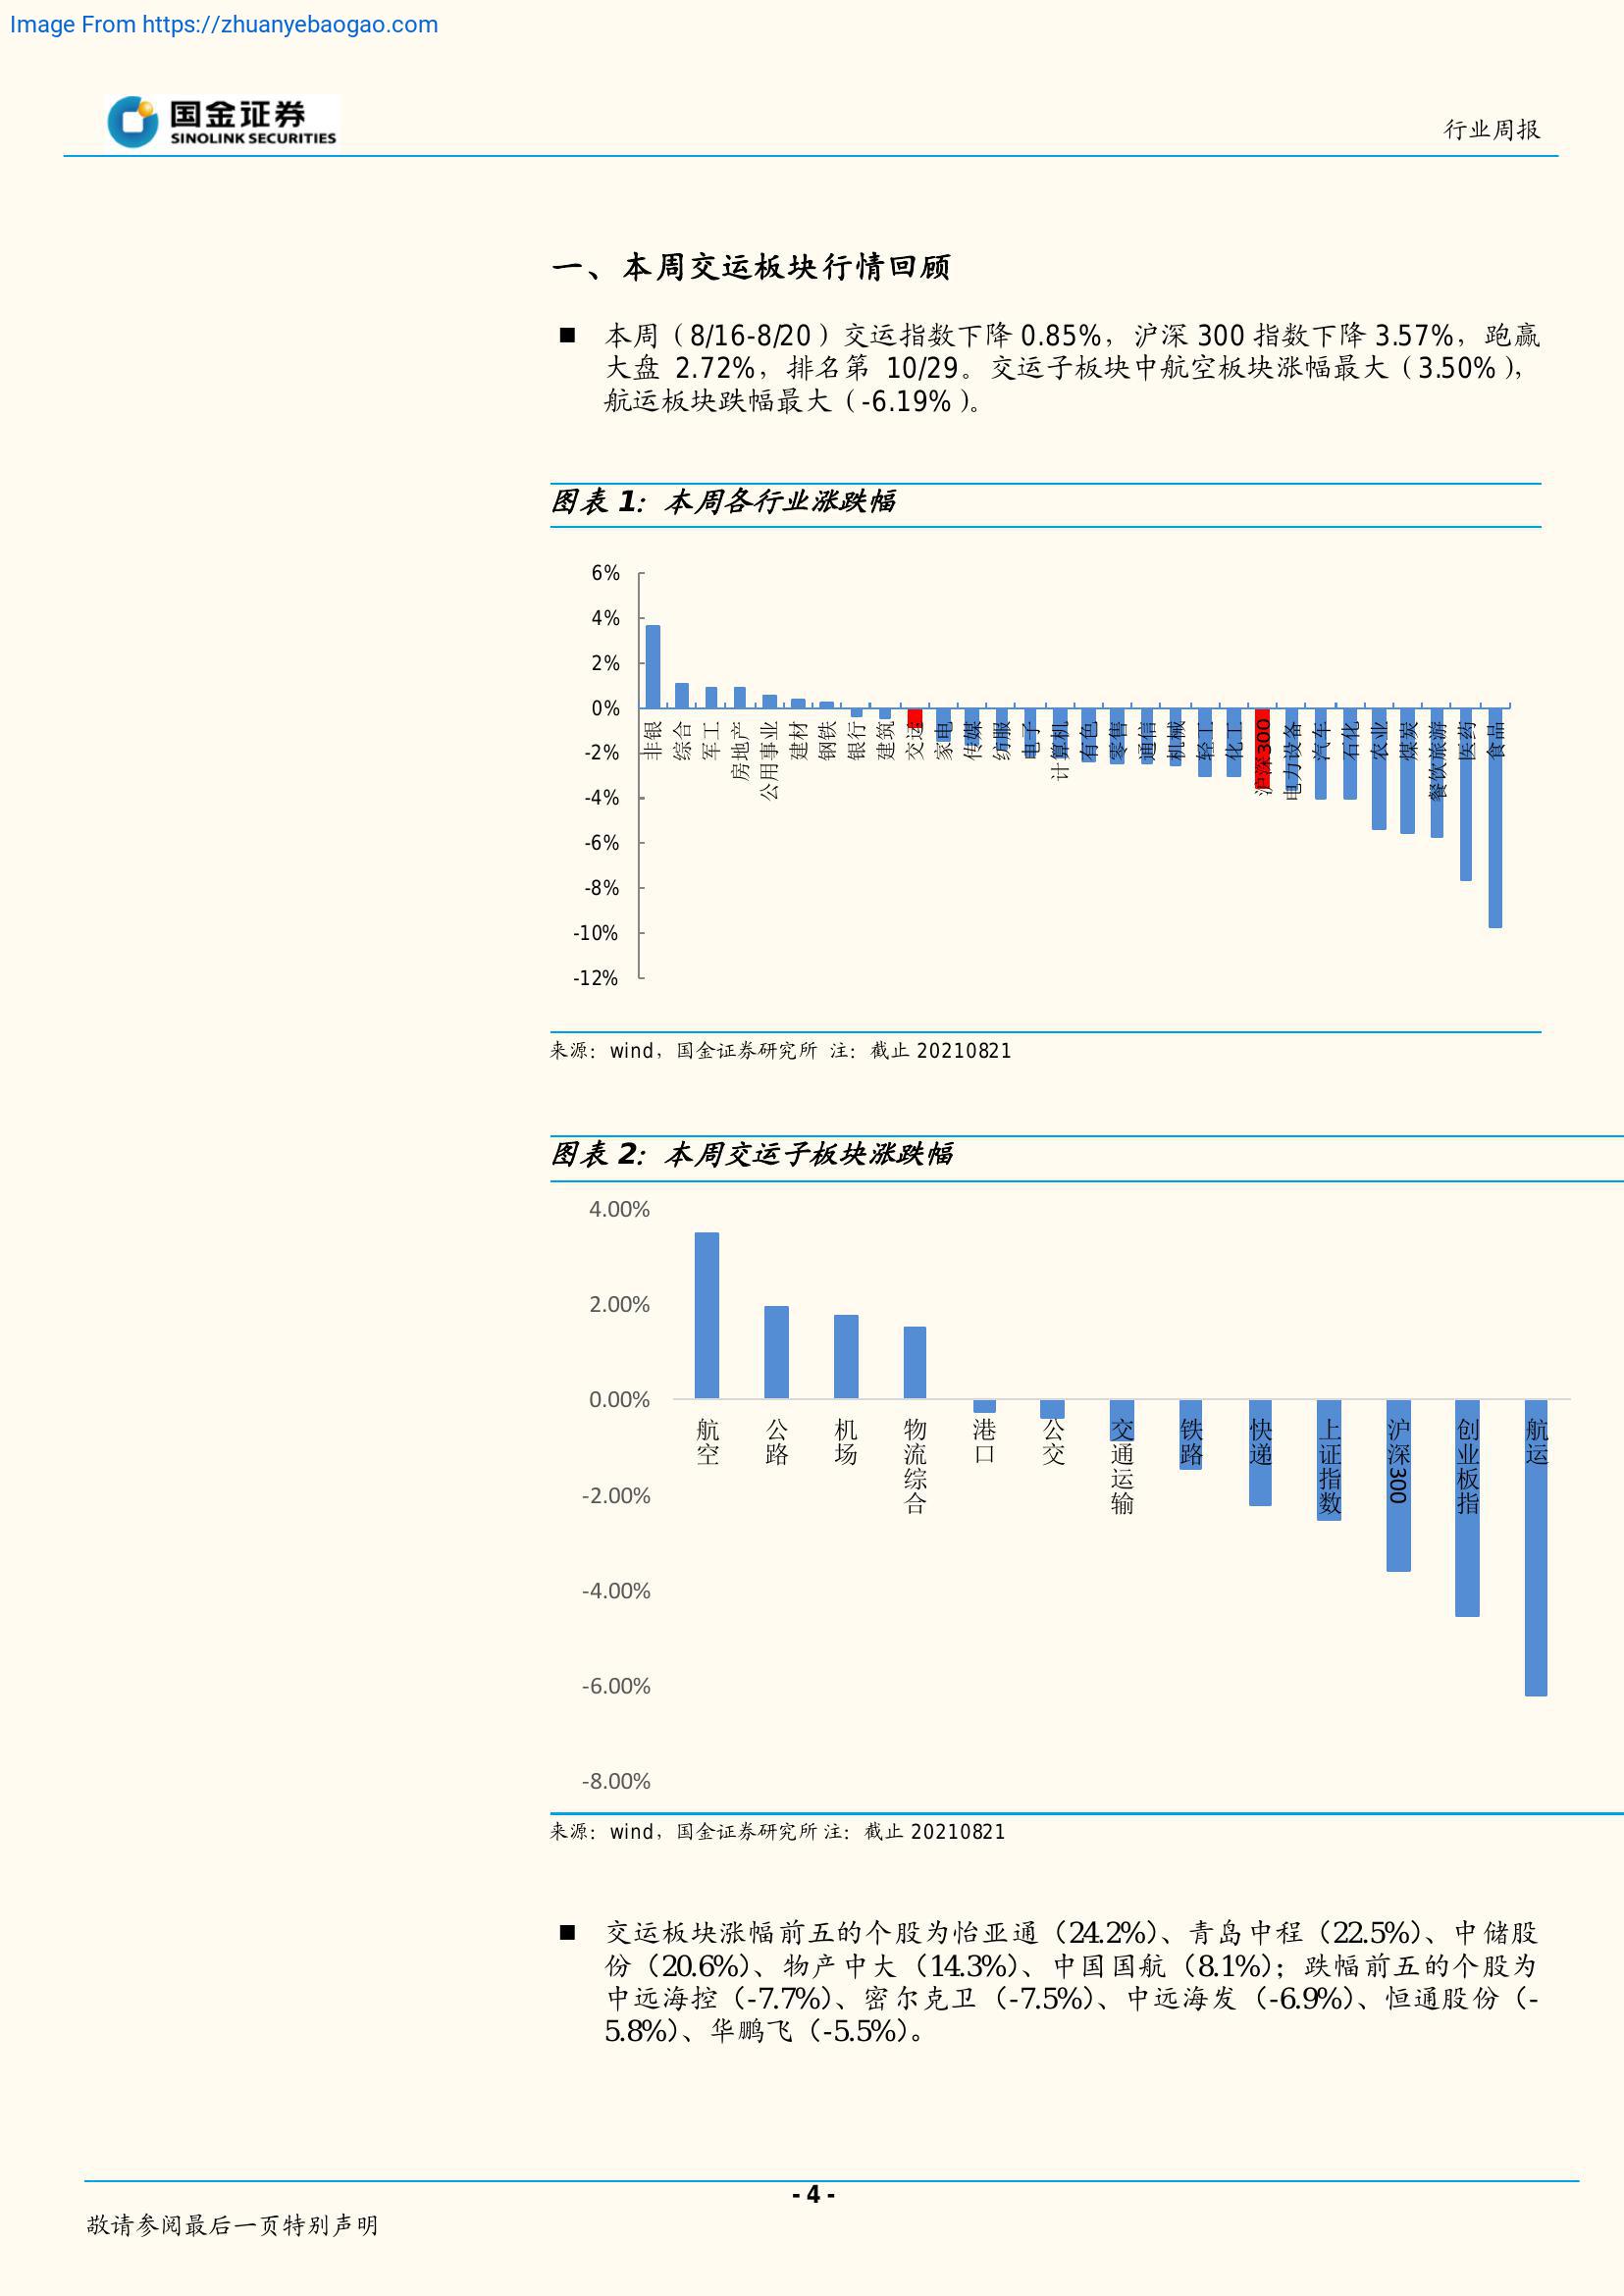 Image From https://zhuanyebaogao.com
国金证券
SINOLINK SECURITIES
行业周报
一、本周交运板块行情回顾
■ 本周（8/16-8/20）交运指数下降 0.85%，沪深 300 指数下降 3.57%，跑赢
大盘 2.72%，排名第 10/29。交运子板块中航空板块涨幅最大（3.50%），
航运板块跌幅最大（-6.19%）。
图表 1：本周各行业涨跌幅
6%
4%
2%
0%
-2%
-4%
-6%
-8%
-10%
-12%
非银
综合
军工
房地产
公用事业
建材
钢铁
银行
建筑
交运
家电
传媒
纺服
电子
计算机
有色
零售
通信
机械
轻工
化工
沪深300
电力设备
汽车
石化
农业
煤炭
餐饮旅游
医药
食品
来源：wind，国金证券研究所 注：截止 20210821
图表 2：本周交运子板块涨跌幅
4.00%
2.00%
0.00%
-2.00%
-4.00%
-6.00%
-8.00%
航空
公路
机场
物流综合
港口
公交
交通运输
铁路
快递
上证指数
沪深300
创业板指
航运
来源：wind，国金证券研究所 注：截止 20210821
■ 交运板块涨幅前五的个股为怡亚通（24.2%）、青岛中程（22.5%）、中储股
份（20.6%）、物产中大（14.3%）、中国国航（8.1%）；跌幅前五的个股为
中远海控（-7.7%）、密尔克卫（-7.5%）、中远海发（-6.9%）、恒通股份（-
5.8%）、华鹏飞（-5.5%）。
- 4 -
敬请参阅最后一页特别声明